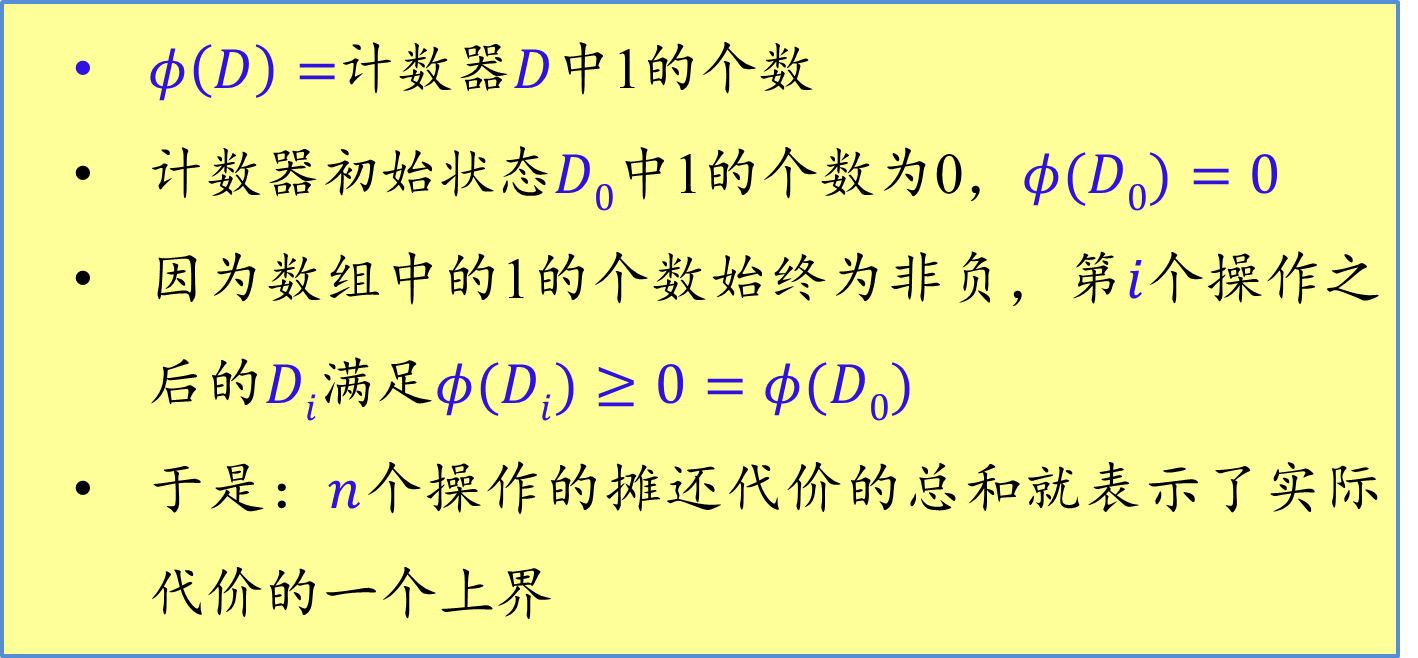 • ϕ(D) =计数器D中1的个数
• 计数器初始状态D₀中1的个数为0，ϕ(D₀) = 0
• 因为数组中的1的个数始终为非负，第i个操作之
后的Dᵢ满足ϕ(Dᵢ) ≥ 0 = ϕ(D₀)
• 于是：n个操作的摊还代价的总和就表示了实际
代价的一个上界